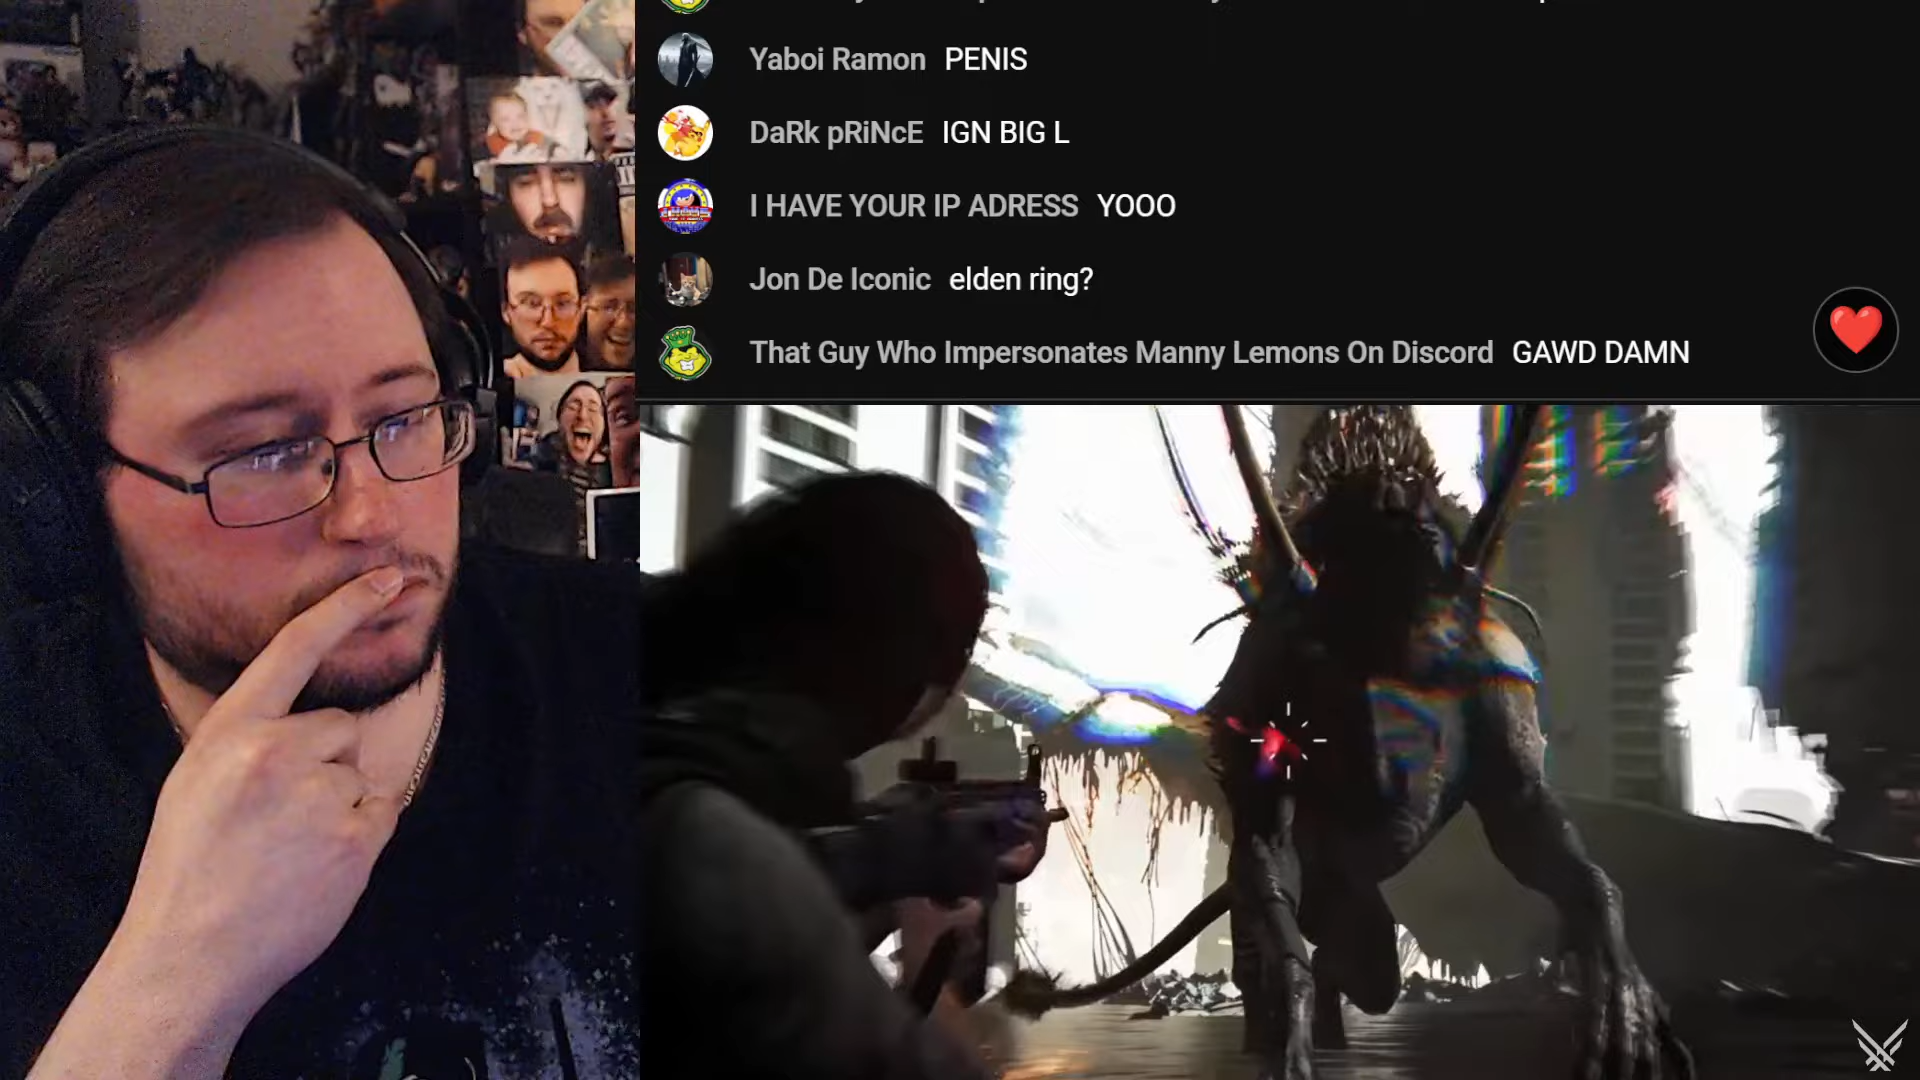 Yaboi Ramon PENIS
DaRk pRiNcE IGN BIG L
I HAVE YOUR IP ADRESS YOOO
Jon De Iconic elden ring?
That Guy Who Impersonates Manny Lemons On Discord GAWD DAMN